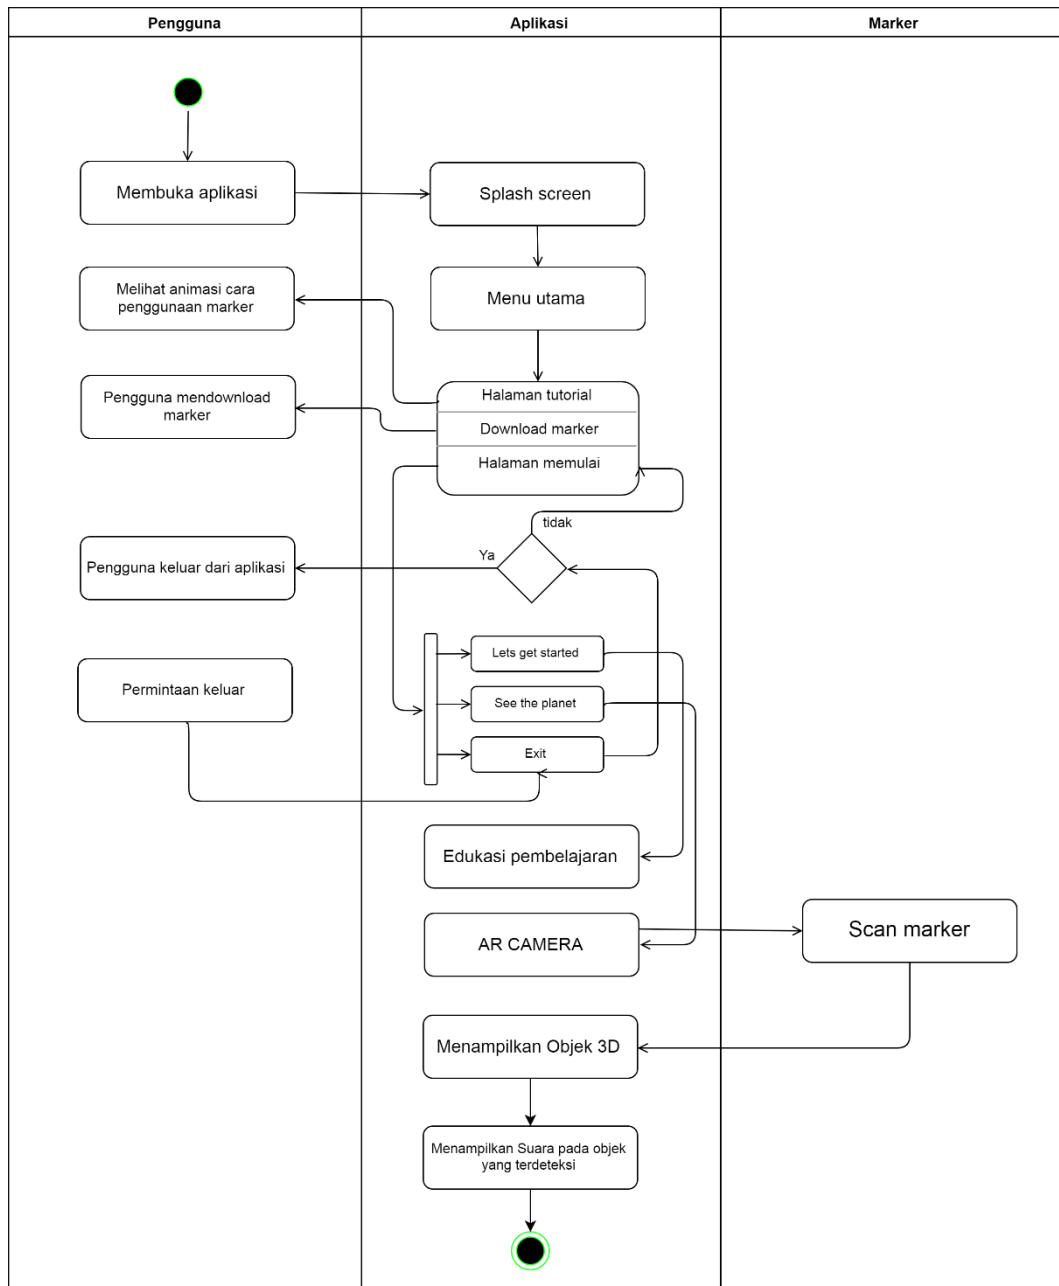 Pengguna
Aplikasi
Marker
Membuka aplikasi
Splash screen
Melihat animasi cara
penggunaan marker
Menu utama
Pengguna mendownload
marker
Halaman tutorial
Download marker
Halaman memulai
tidak
Ya
Pengguna keluar dari aplikasi
Lets get started
Permintaan keluar
See the planet
Exit
Edukasi pembelajaran
AR CAMERA
Scan marker
Menampilkan Objek 3D
Menampilkan Suara pada objek
yang terdeteksi